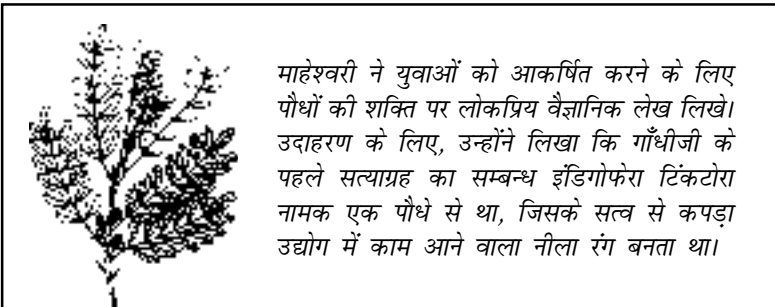 माहेश्वरी ने युवाओं को आकर्षित करने के लिए
पौधों की शक्ति पर लोकप्रिय वैज्ञानिक लेख लिखे।
उदाहरण के लिए, उन्होंने लिखा कि गाँधीजी के
पहले सत्याग्रह का सम्बन्ध इंडिगोफेरा टिंकटोरा
नामक एक पौधे से था, जिसके सत्व से कपड़ा
उद्योग में काम आने वाला नीला रंग बनता था।